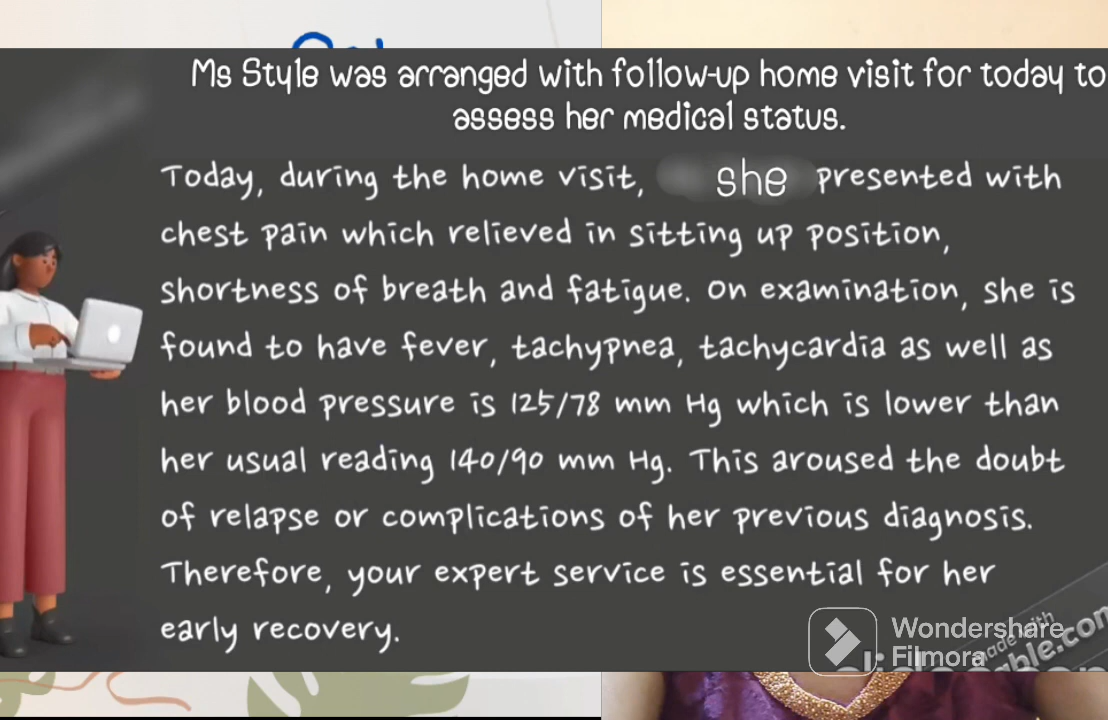 Ms Style was arranged with follow-up home visit for today to
assess her medical status.
Today, during the home visit, she presented with
chest pain which relieved in sitting up position,
shortness of breath and fatigue. On examination, she is
found to have fever, tachypnea, tachycardia as well as
her blood pressure is 125/78 mm Hg which is lower than
her usual reading 140/90 mm Hg. This aroused the doubt
of relapse or complications of her previous diagnosis.
Therefore, your expert service is essential for her
early recovery.
Wondershare
Filmora
made with